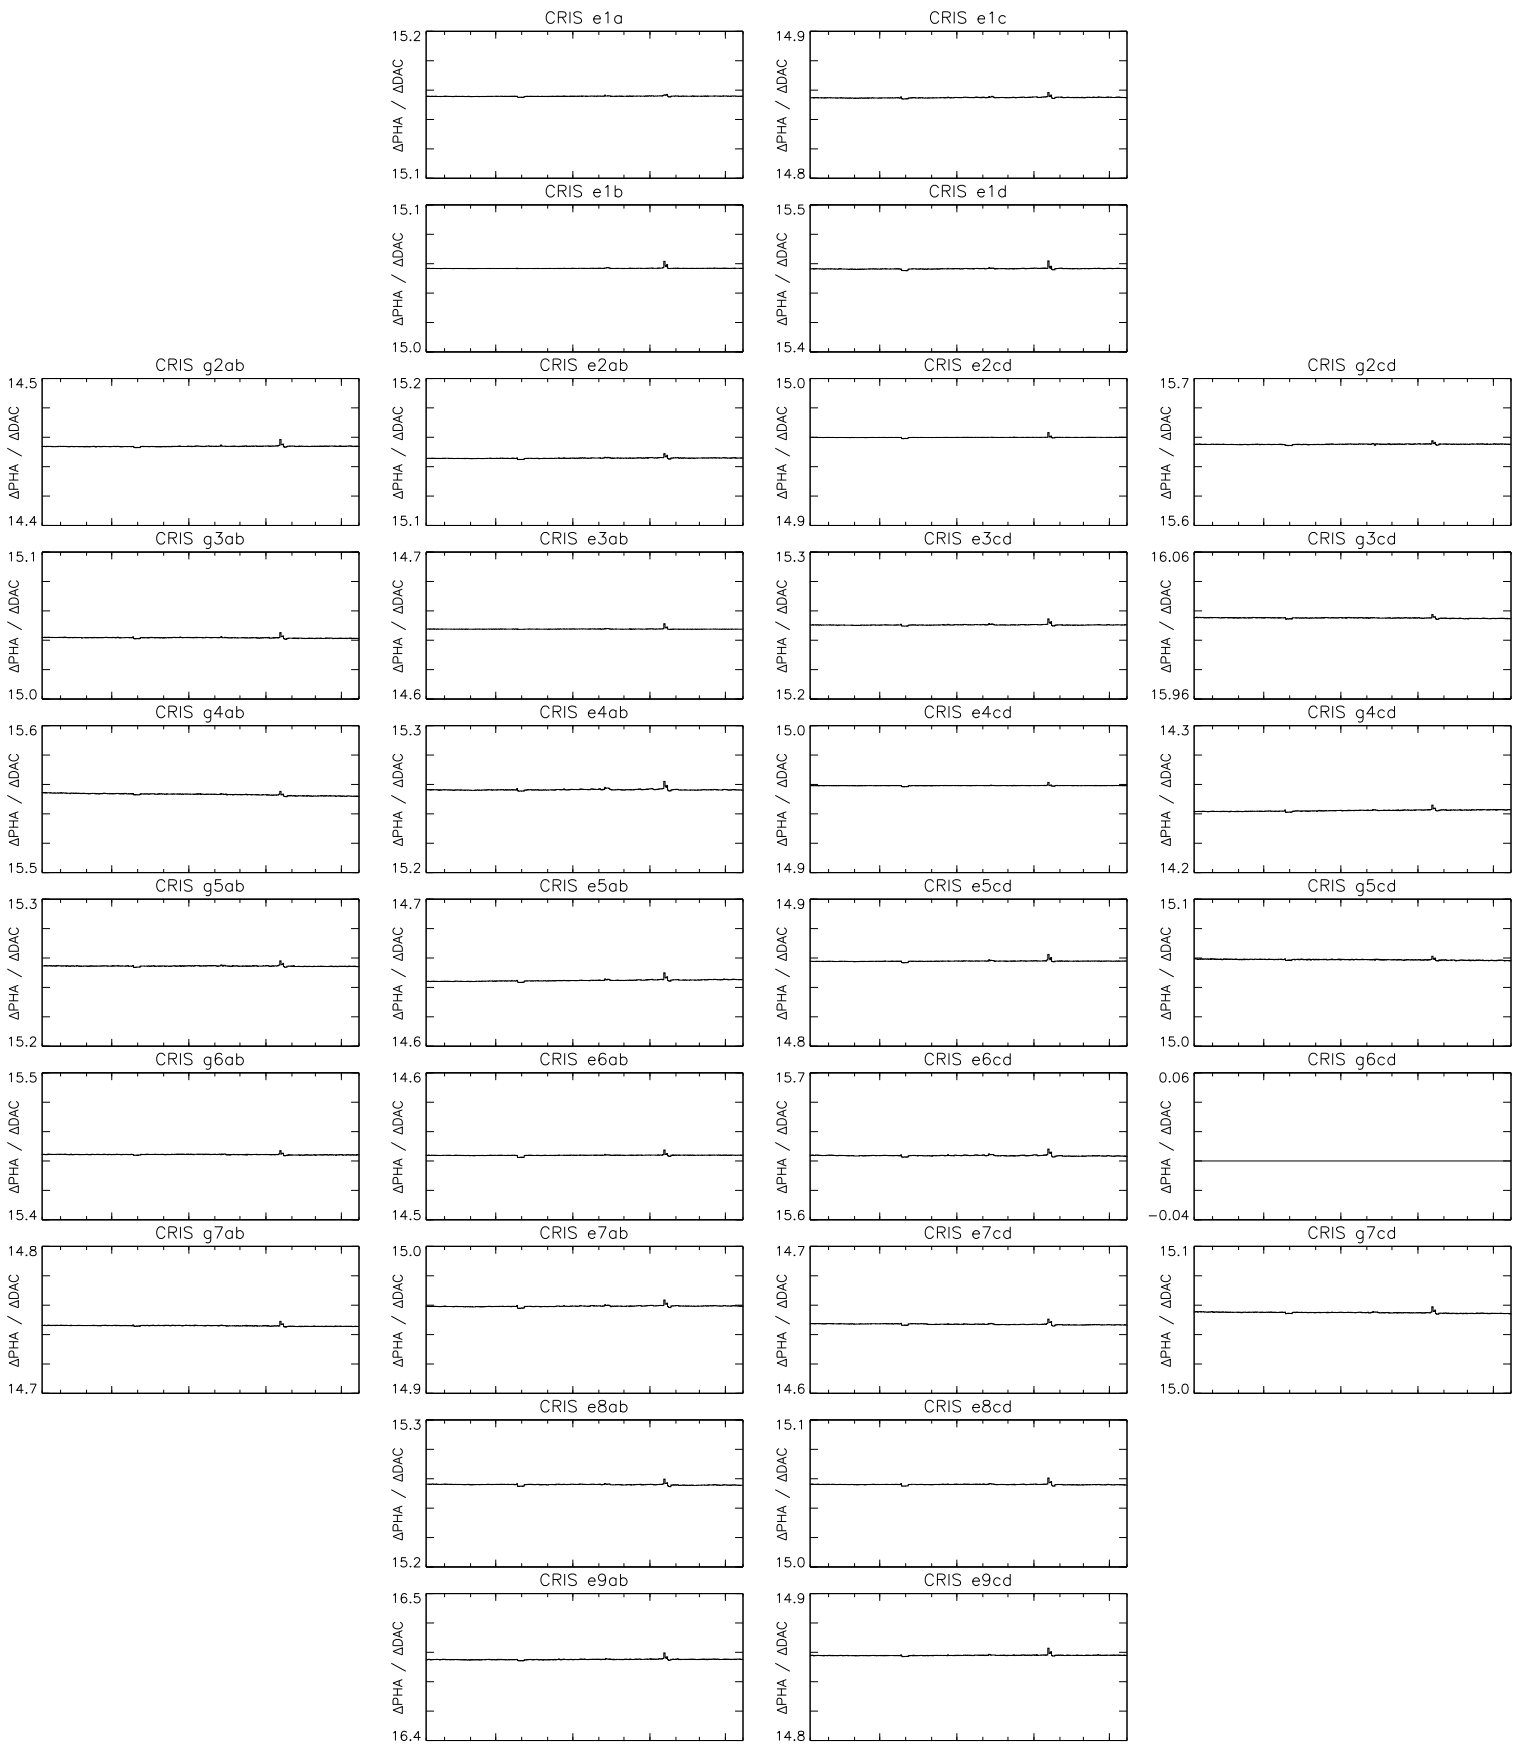 CRIS e1a
CRIS e1c
15.2
ΔPHA / ΔDAC
15.1
14.9
ΔPHA / ΔDAC
14.8
CRIS e1b
CRIS e1d
15.1
ΔPHA / ΔDAC
15.0
15.5
ΔPHA / ΔDAC
15.4
CRIS g2ab
CRIS e2ab
CRIS e2cd
CRIS g2cd
14.5
ΔPHA / ΔDAC
14.4
15.2
ΔPHA / ΔDAC
15.1
15.0
ΔPHA / ΔDAC
14.9
15.7
ΔPHA / ΔDAC
15.6
CRIS g3ab
CRIS e3ab
CRIS e3cd
CRIS g3cd
15.1
ΔPHA / ΔDAC
15.0
14.7
ΔPHA / ΔDAC
14.6
15.3
ΔPHA / ΔDAC
15.2
16.06
ΔPHA / ΔDAC
15.96
CRIS g4ab
CRIS e4ab
CRIS e4cd
CRIS g4cd
15.6
ΔPHA / ΔDAC
15.5
15.3
ΔPHA / ΔDAC
15.2
15.0
ΔPHA / ΔDAC
14.9
14.3
ΔPHA / ΔDAC
14.2
CRIS g5ab
CRIS e5ab
CRIS e5cd
CRIS g5cd
15.3
ΔPHA / ΔDAC
15.2
14.7
ΔPHA / ΔDAC
14.6
14.9
ΔPHA / ΔDAC
14.8
15.1
ΔPHA / ΔDAC
15.0
CRIS g6ab
CRIS e6ab
CRIS e6cd
CRIS g6cd
15.5
ΔPHA / ΔDAC
15.4
14.6
ΔPHA / ΔDAC
14.5
15.7
ΔPHA / ΔDAC
15.6
0.06
ΔPHA / ΔDAC
−0.04
CRIS g7ab
CRIS e7ab
CRIS e7cd
CRIS g7cd
14.8
ΔPHA / ΔDAC
14.7
15.0
ΔPHA / ΔDAC
14.9
14.7
ΔPHA / ΔDAC
14.6
15.1
ΔPHA / ΔDAC
15.0
CRIS e8ab
CRIS e8cd
15.3
ΔPHA / ΔDAC
15.2
15.1
ΔPHA / ΔDAC
15.0
CRIS e9ab
CRIS e9cd
16.5
ΔPHA / ΔDAC
16.4
14.9
ΔPHA / ΔDAC
14.8